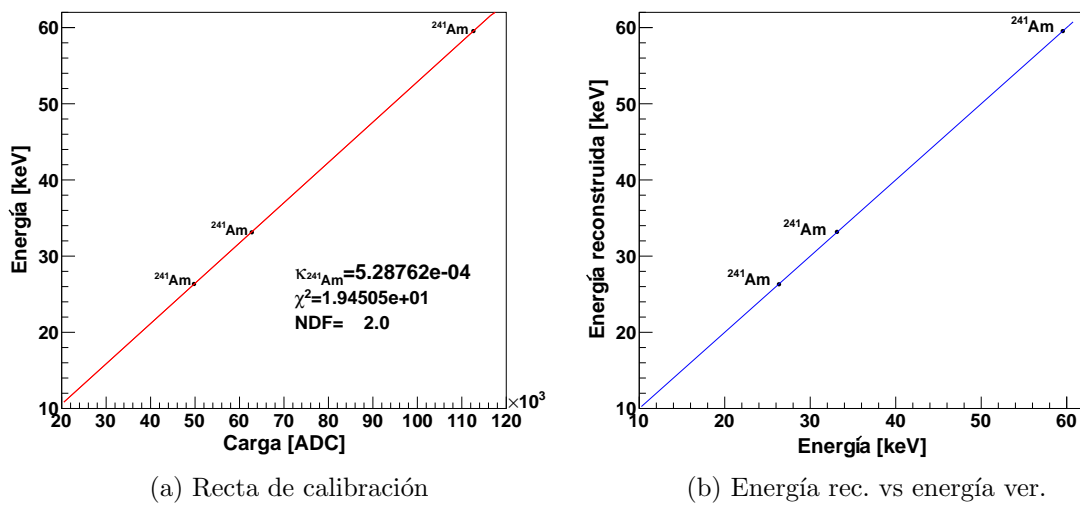 60
50
40
30
20
10
Energía [keV]
²⁴¹Am
²⁴¹Am
²⁴¹Am
κ²⁴¹Am=5.28762e-04
χ²=1.94505e+01
NDF= 2.0
20 30 40 50 60 70 80 90 100 110 120
×10³
Carga [ADC]
(a) Recta de calibración
60
50
40
30
20
10
Energía reconstruida [keV]
²⁴¹Am
²⁴¹Am
²⁴¹Am
10 20 30 40 50 60
Energía [keV]
(b) Energía rec. vs energía ver.